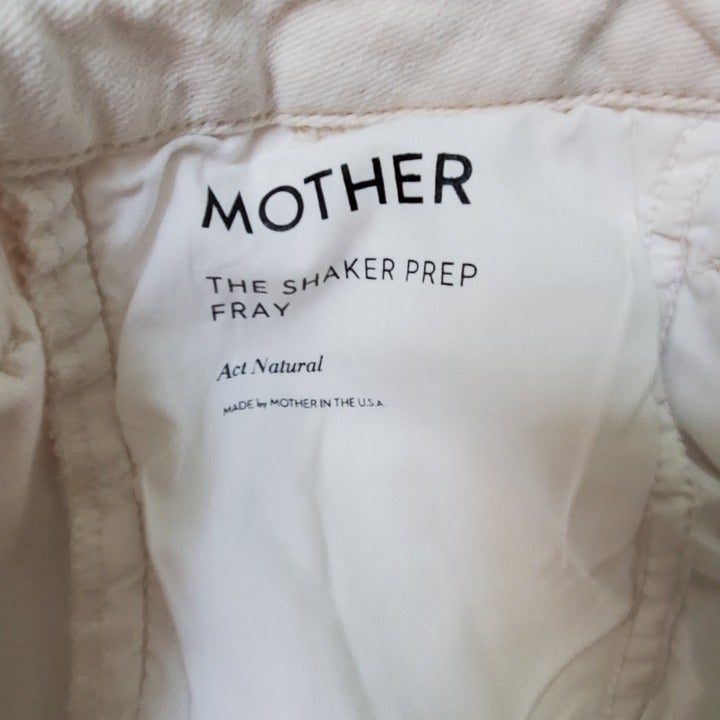 MOTHER
THE SHAKER PREP
FRAY
Act Natural
MADE by MOTHER IN THE U.S.A.